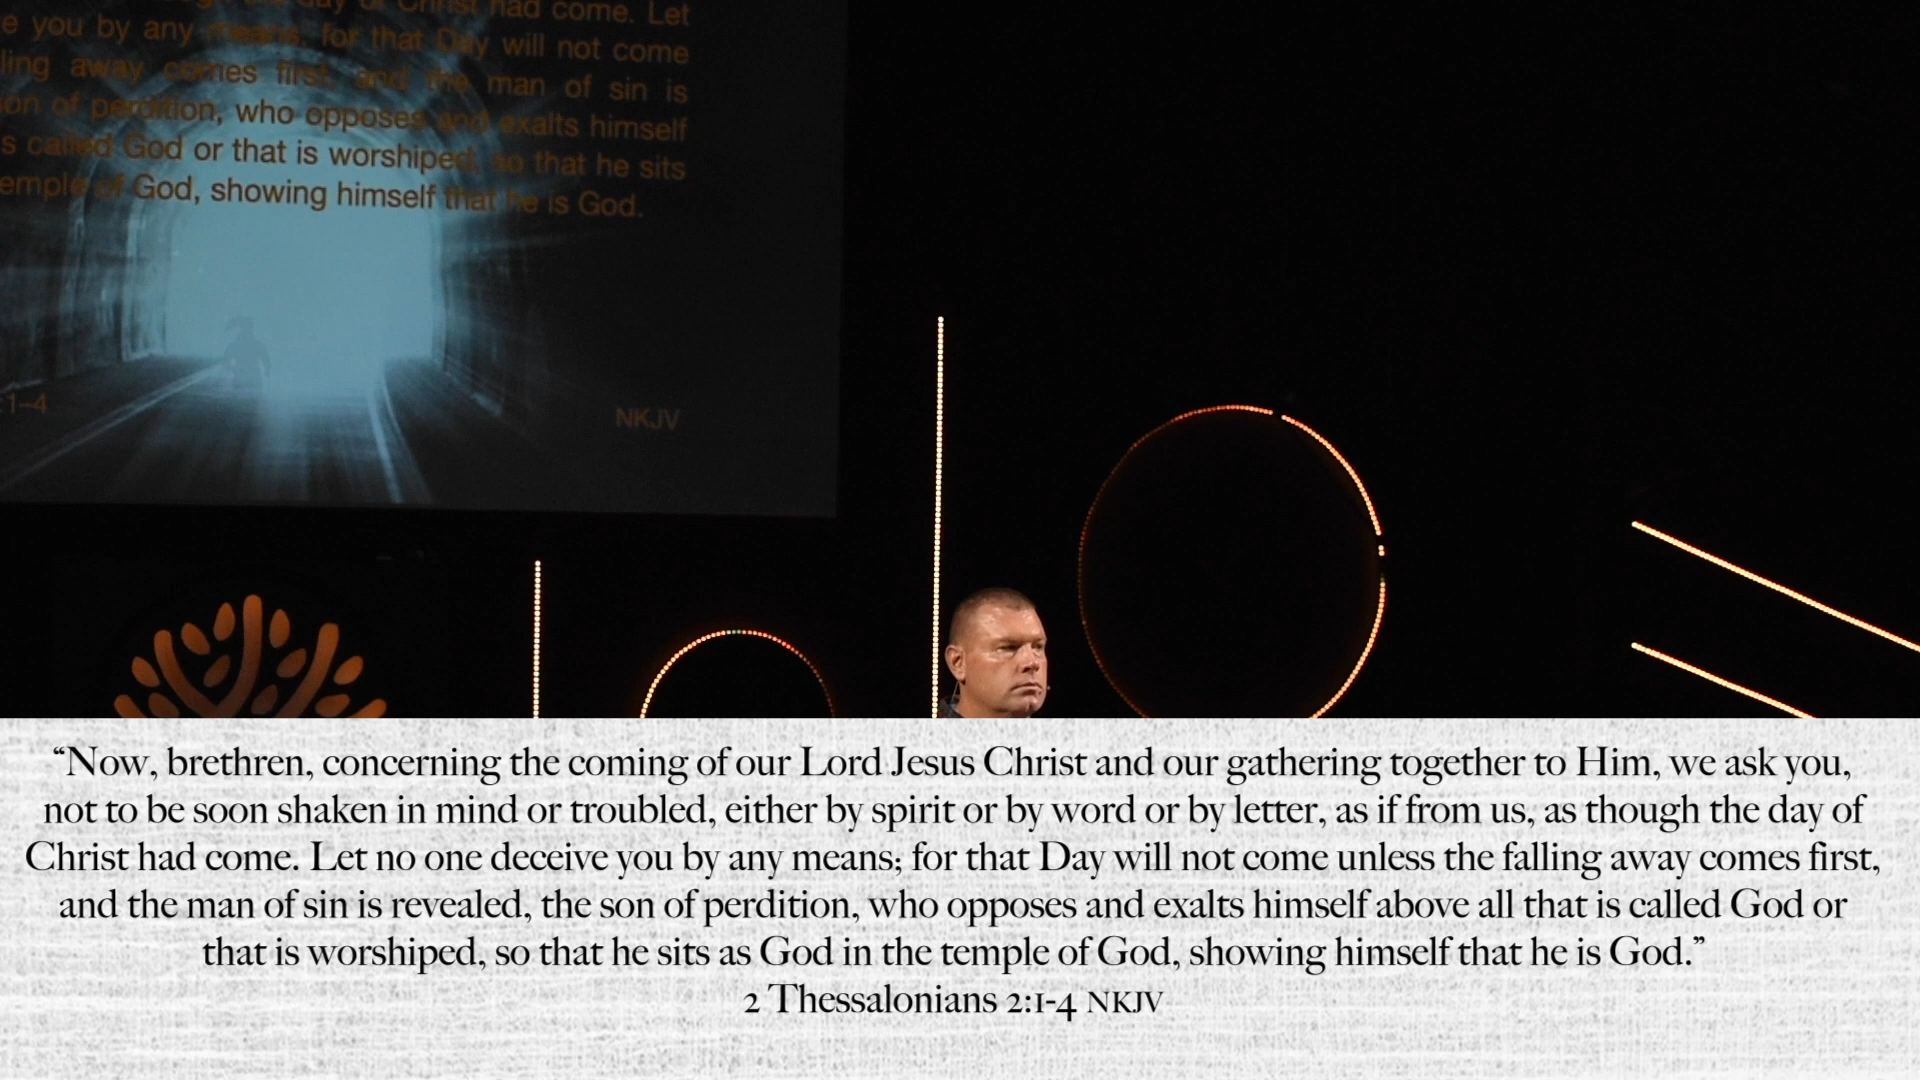 day of Christ had come. Let
e you by any means, for that Day will not come
ling away comes first, and the man of sin is
on of perdition, who opposes and exalts himself
s called God or that is worshiped, so that he sits
emple of God, showing himself that he is God.
:1–4
NKJV
“Now, brethren, concerning the coming of our Lord Jesus Christ and our gathering together to Him, we ask you,
not to be soon shaken in mind or troubled, either by spirit or by word or by letter, as if from us, as though the day of
Christ had come. Let no one deceive you by any means; for that Day will not come unless the falling away comes first,
and the man of sin is revealed, the son of perdition, who opposes and exalts himself above all that is called God or
that is worshiped, so that he sits as God in the temple of God, showing himself that he is God.”
2 Thessalonians 2:1-4 NKJV